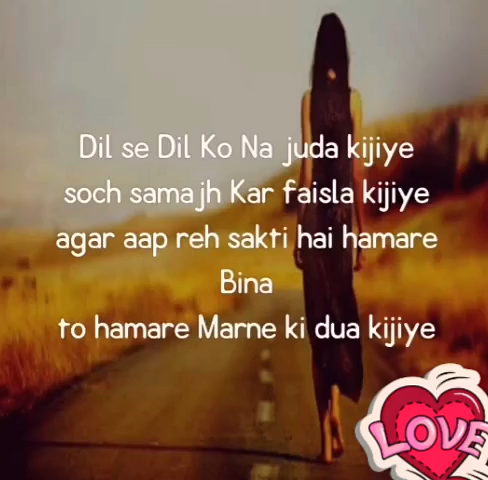 Dil se Dil Ko Na juda kijiye
soch samajh Kar faisla kijiye
agar aap reh sakti hai hamare
Bina
to hamare Marne ki dua kijiye
LOVE